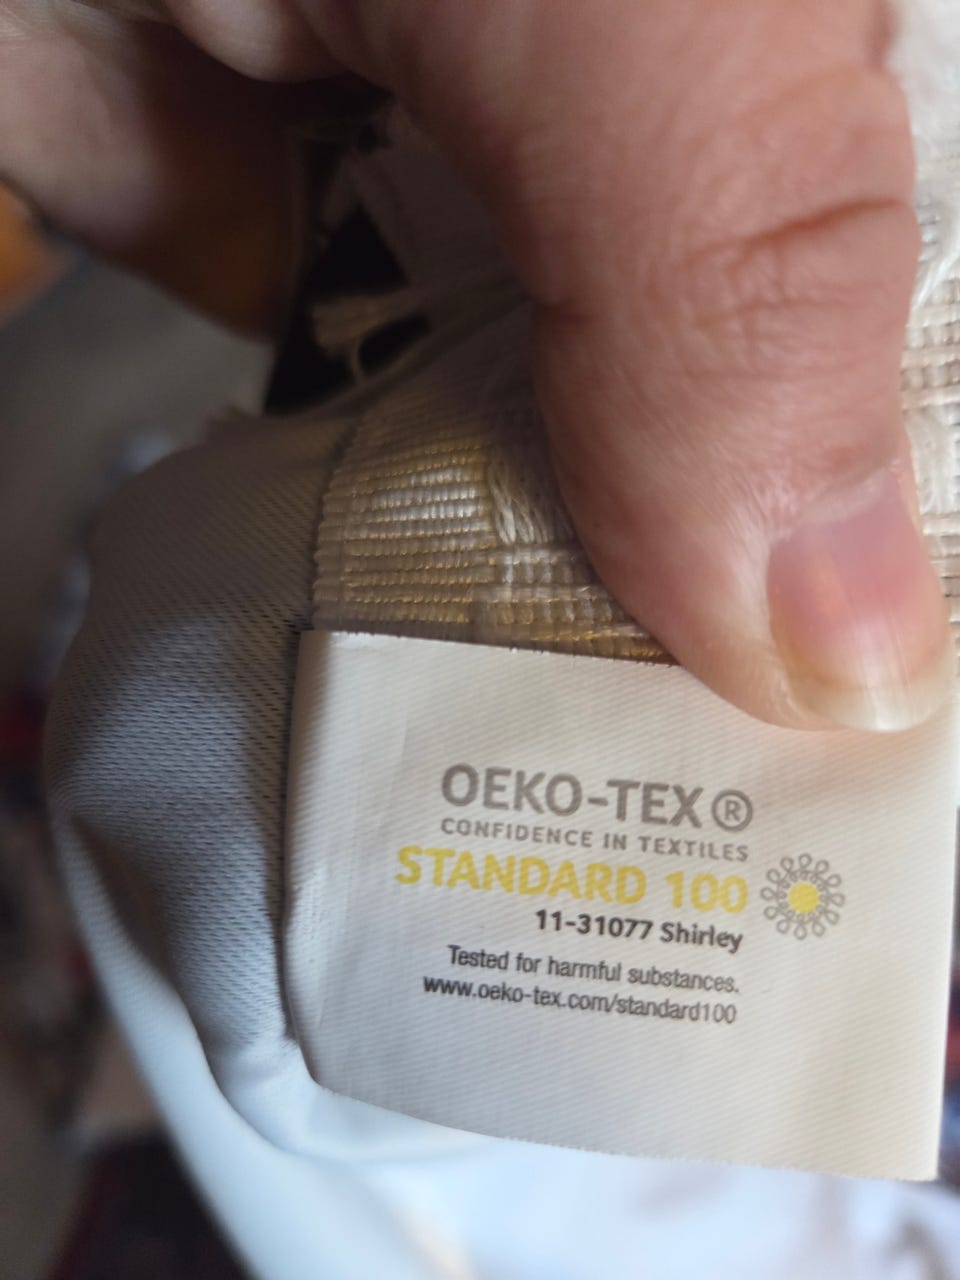 OEKO-TEX®
CONFIDENCE IN TEXTILES
STANDARD 100
11-31077 Shirley
Tested for harmful substances.
www.oeko-tex.com/standard100